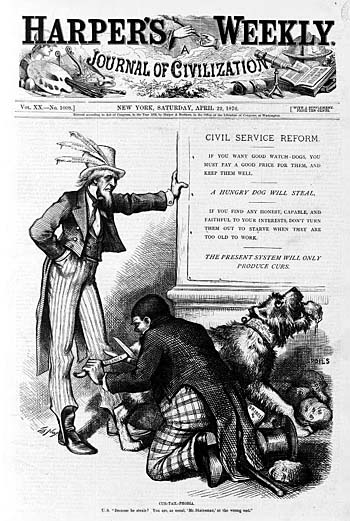 HARPER'S WEEKLY.
A
JOURNAL OF CIVILIZATION
VOL. XX.—No. 1008.] NEW YORK, SATURDAY, APRIL 22, 1876. [WITH A SUPPLEMENT. PRICE TEN CENTS.
Entered according to Act of Congress, in the Year 1876, by Harper & Brothers, in the Office of the Librarian of Congress, at Washington.
CIVIL SERVICE REFORM.
IF YOU WANT GOOD WATCH-DOGS, YOU
MUST PAY A GOOD PRICE FOR THEM, AND
KEEP THEM WELL.
A HUNGRY DOG WILL STEAL.
IF YOU FIND ANY HONEST, CAPABLE, AND
FAITHFUL TO YOUR INTERESTS, DON'T TURN
THEM OUT TO STARVE WHEN THEY ARE
TOO OLD TO WORK.
THE PRESENT SYSTEM WILL ONLY
PRODUCE CURS.
CUR-TAIL-PHOBIA.
U. S. "Because he steals? You are, as usual, 'Mr. Statesman,' at the wrong end."